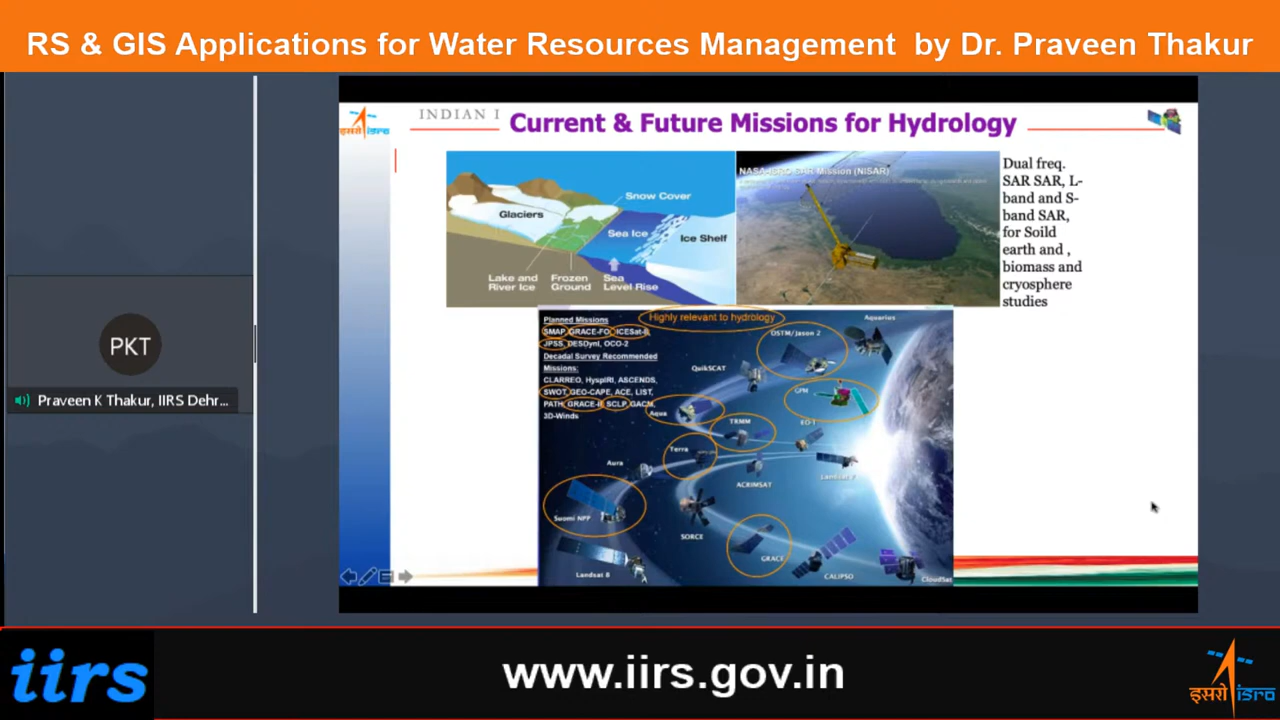 RS & GIS Applications for Water Resources Management by Dr. Praveen Thakur
इसरो isro
INDIAN I
Current & Future Missions for Hydrology
Glaciers
Snow Cover
Sea Ice
Ice Shelf
Lake and
River Ice
Frozen
Ground
Sea
Level Rise
NASA-ISRO SAR Mission (NISAR)
Dual freq.
SAR SAR, L-
band and S-
band SAR,
for Soild
earth and ,
biomass and
cryosphere
studies
Planned Missions
SMAP, GRACE-FO, ICESat-II,
JPSS, DESDynI, OCO-2
Decadal Survey Recommended
Missions:
CLARREO, HyspIRI, ASCENDS,
SWOT, GEO-CAPE, ACE, LIST,
PATH, GRACE-II, SCLP, GACM,
3D-Winds
Highly relevant to hydrology
OSTM/Jason 2
Aquarius
QuikSCAT
GPM
Aqua
TRMM
EO-1
Terra
Aura
ACRIMSAT
Landsat 7
Suomi NPP
SORCE
GRACE
Landsat 8
CALIPSO
CloudSat
PKT
Praveen K Thakur, IIRS Dehr...
iirs
www.iirs.gov.in
इसरो isro